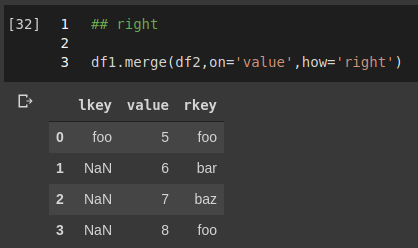 [32] 1 ## right
2
3 df1.merge(df2,on='value',how='right')
lkey value rkey
0 foo 5 foo
1 NaN 6 bar
2 NaN 7 baz
3 NaN 8 foo